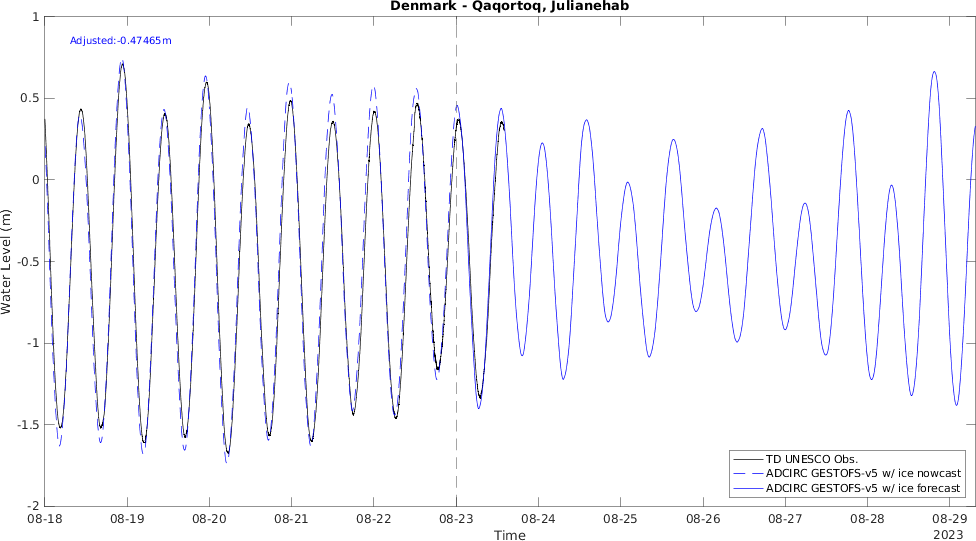 Denmark - Qaqortoq, Julianehab
Adjusted:-0.47465m
1
0.5
0
-0.5
-1
-1.5
-2
Water Level (m)
TD UNESCO Obs.
ADCIRC GESTOFS-v5 w/ ice nowcast
ADCIRC GESTOFS-v5 w/ ice forecast
08-18 08-19 08-20 08-21 08-22 08-23 08-24 08-25 08-26 08-27 08-28 08-29
Time
2023